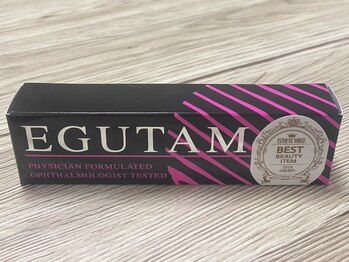 EGUTAM
PHYSICIAN FORMULATED
OPHTHALMOLOGIST TESTED
BEST
BEAUTY
ITEM